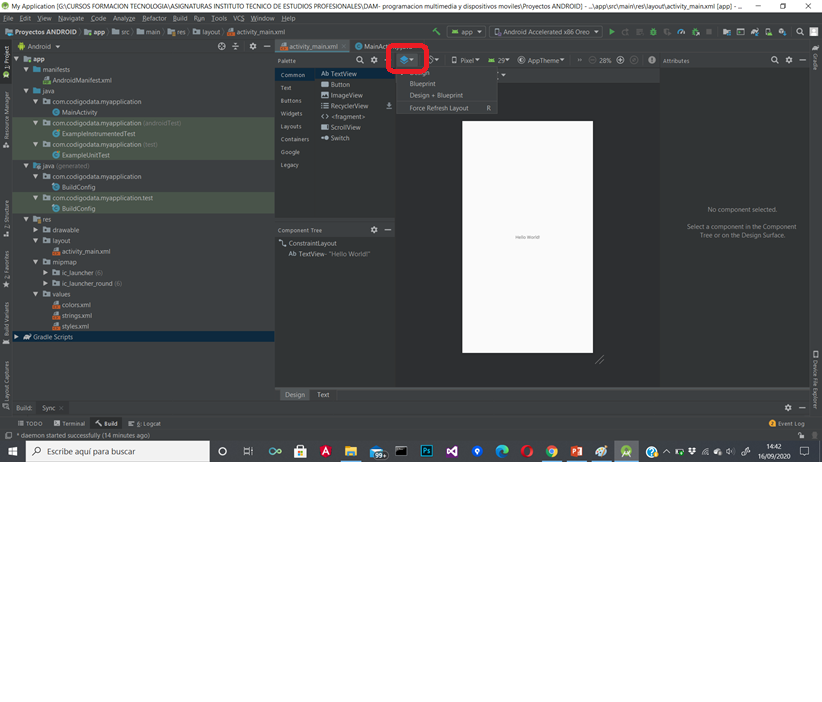 My Application [G:\CURSOS FORMACION TECNOLOGIA\ASIGNATURAS INSTITUTO TECNICO DE ESTUDIOS PROFESIONALES\DAM- programacion multimedia y dispositivos moviles\Proyectos ANDROID] - ...\app\src\main\res\layout\activity_main.xml [app] - ...
File Edit View Navigate Code Analyze Refactor Build Run Tools VCS Window Help
Proyectos ANDROID app src main res layout activity_main.xml
app Android Accelerated x86 Oreo
Android
activity_main.xml
MainActivity
1: Project
Resource Manager
Z: Structure
2: Favorites
Build Variants
Layout Captures
app
manifests
AndroidManifest.xml
java
com.codigodata.myapplication
MainActivity
com.codigodata.myapplication (androidTest)
ExampleInstrumentedTest
com.codigodata.myapplication (test)
ExampleUnitTest
java (generated)
com.codigodata.myapplication
BuildConfig
com.codigodata.myapplication.test
BuildConfig
res
drawable
layout
activity_main.xml
mipmap
ic_launcher (6)
ic_launcher_round (6)
values
colors.xml
strings.xml
styles.xml
Gradle Scripts
Palette
Common
Text
Buttons
Widgets
Layouts
Containers
Google
Legacy
Ab TextView
Button
ImageView
RecyclerView
<> <fragment>
ScrollView
Switch
Pixel 29 AppTheme 28% Attributes
Design
Blueprint
Design + Blueprint
Force Refresh Layout R
Hello World!
No component selected.
Select a component in the Component
Tree or on the Design Surface.
Component Tree
ConstraintLayout
Ab TextView- "Hello World!"
Design Text
Gradle
Device File Explorer
Build: Sync ×
TODO Terminal Build 6: Logcat Event Log
* daemon started successfully (14 minutes ago)
Escribe aquí para buscar
99+
Ps
14:42
16/09/2020